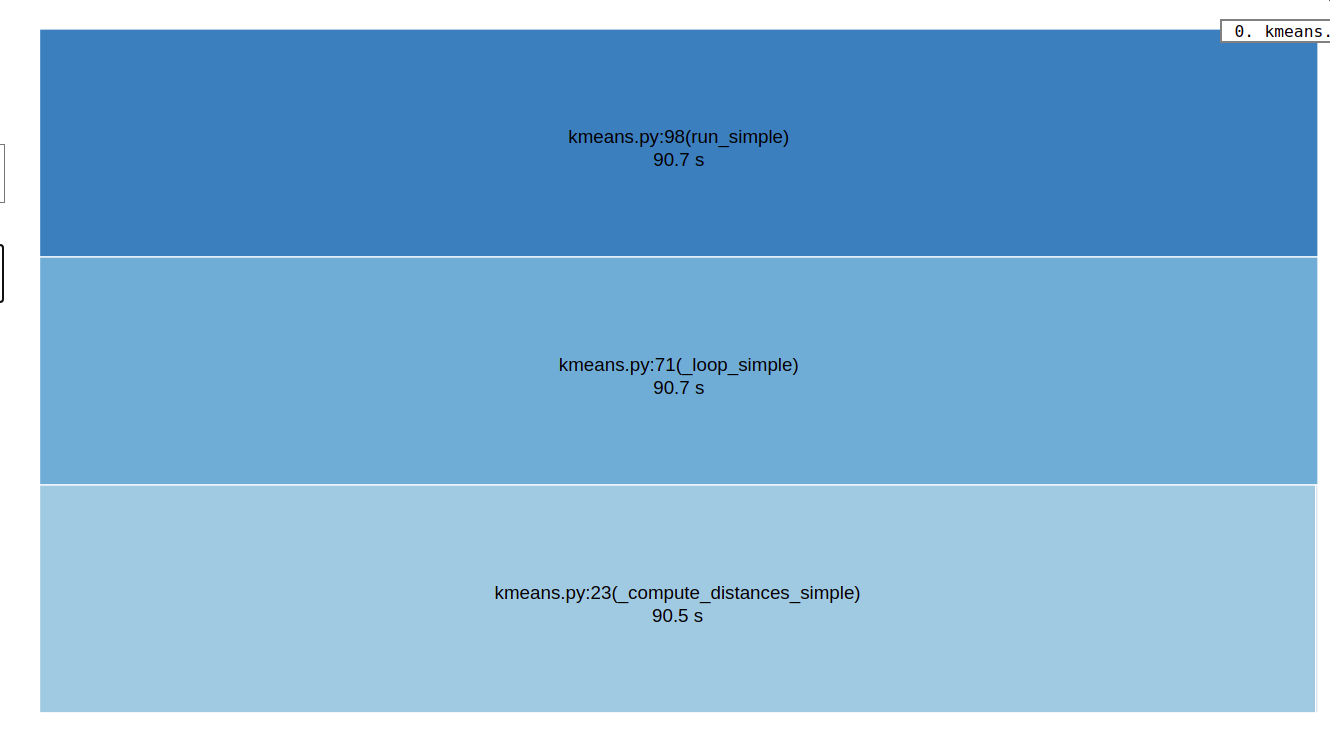 0. kmeans.
kmeans.py:98(run_simple)
90.7 s
kmeans.py:71(_loop_simple)
90.7 s
kmeans.py:23(_compute_distances_simple)
90.5 s